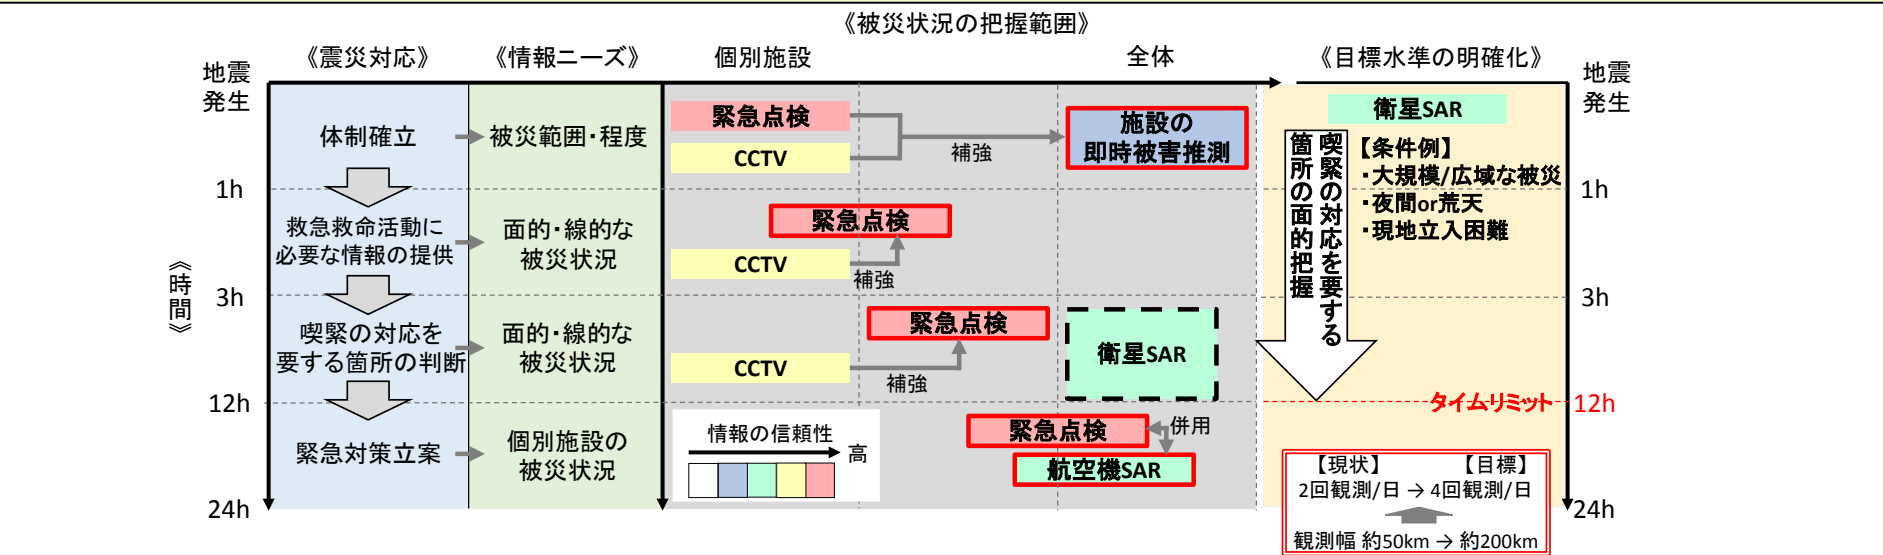 《被災状況の把握範囲》
《震災対応》
《情報ニーズ》
個別施設
全体
《目標水準の明確化》
地震
発生
地震
発生
体制確立
被災範囲・程度
緊急点検
CCTV
補強
施設の
即時被害推測
衛星SAR
【条件例】
・大規模/広域な被災
・夜間or荒天
・現地立入困難
喫緊の対応を要する
箇所の面的把握
1h
1h
救急救命活動に
必要な情報の提供
面的・線的な
被災状況
緊急点検
CCTV
補強
《時間》
3h
3h
喫緊の対応を
要する箇所の判断
面的・線的な
被災状況
緊急点検
CCTV
補強
衛星SAR
12h
タイムリミット
12h
緊急対策立案
個別施設の
被災状況
情報の信頼性
高
緊急点検
併用
航空機SAR
【現状】
【目標】
2回観測/日 → 4回観測/日
観測幅 約50km → 約200km
24h
24h